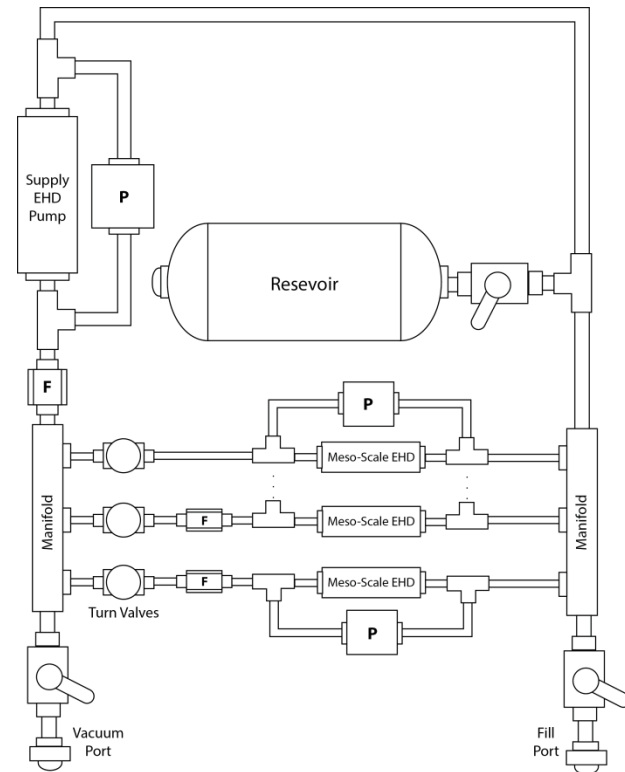 Supply
EHD
Pump
P
Resevoir
F
P
Manifold
Meso-Scale EHD
Manifold
F
Meso-Scale EHD
F
Meso-Scale EHD
Turn Valves
P
Vacuum
Port
Fill
Port